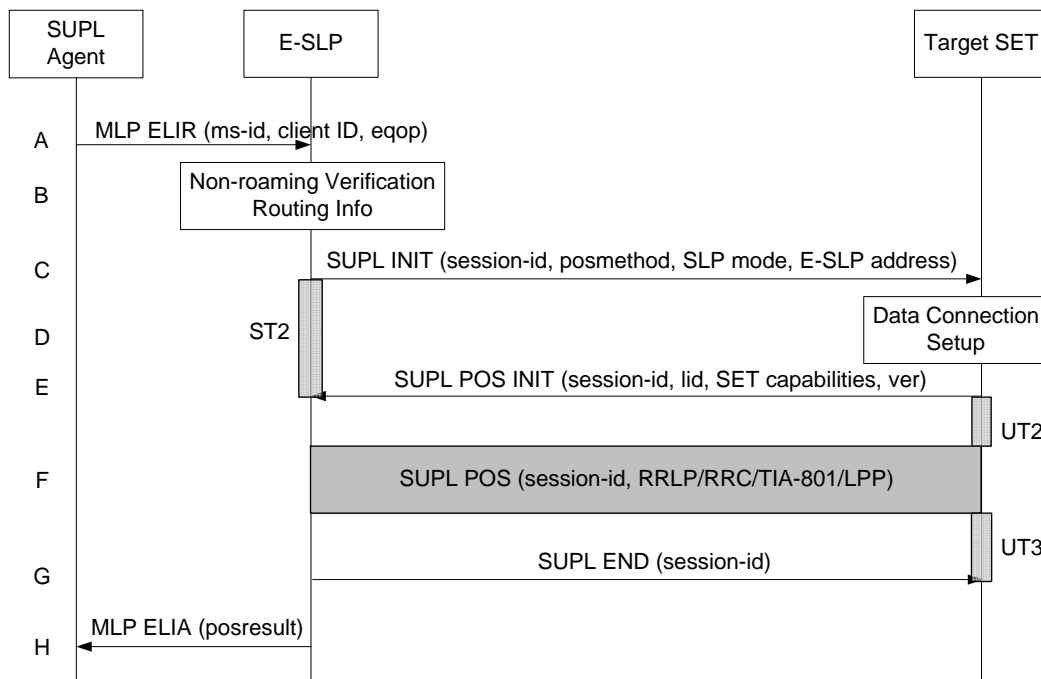 SUPL
Agent
E-SLP
Target SET
A
MLP ELIR (ms-id, client ID, eqop)
B
Non-roaming Verification
Routing Info
C
SUPL INIT (session-id, posmethod, SLP mode, E-SLP address)
D
ST2
Data Connection
Setup
E
SUPL POS INIT (session-id, lid, SET capabilities, ver)
UT2
F
SUPL POS (session-id, RRLP/RRC/TIA-801/LPP)
UT3
G
SUPL END (session-id)
H
MLP ELIA (posresult)